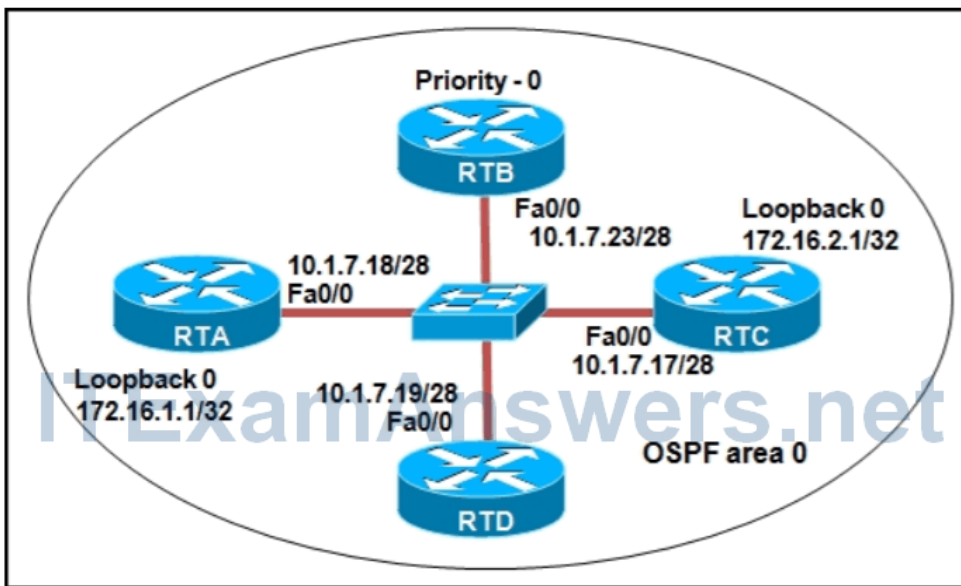 Priority - 0
RTB
Fa0/0
10.1.7.23/28
Loopback 0
172.16.2.1/32
10.1.7.18/28
Fa0/0
RTA
RTC
Fa0/0
10.1.7.17/28
Loopback 0
172.16.1.1/32
10.1.7.19/28
Fa0/0
ITExamAnswers.net
OSPF area 0
RTD